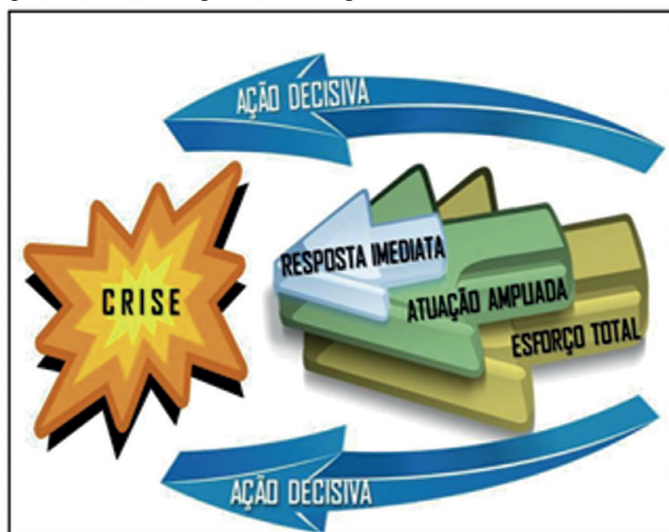 AÇÃO DECISIVA
CRISE
RESPOSTA IMEDIATA
ATUAÇÃO AMPLIADA
ESFORÇO TOTAL
AÇÃO DECISIVA